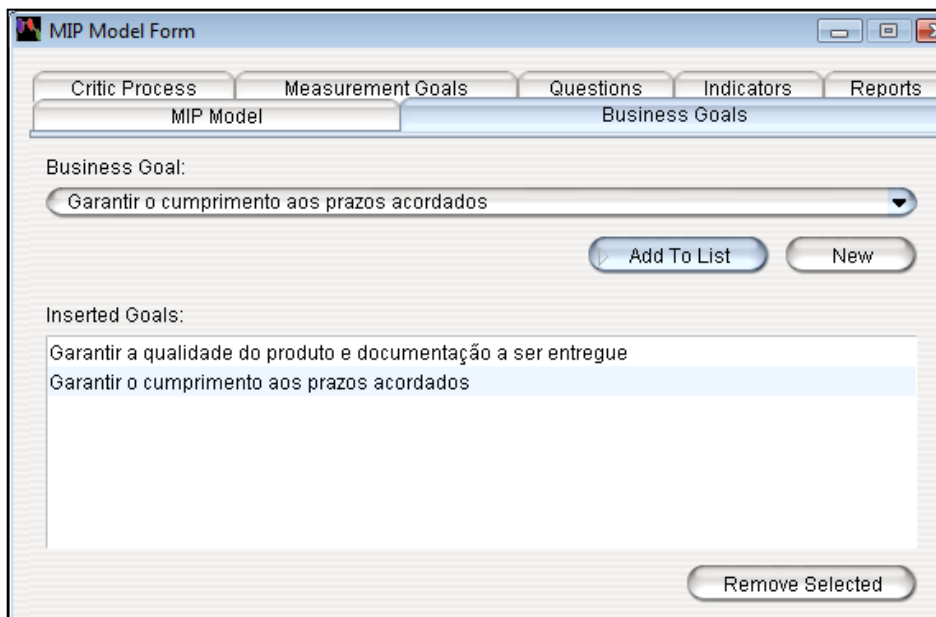 MIP Model Form
Critic Process Measurement Goals Questions Indicators Reports
MIP Model Business Goals
Business Goal:
Garantir o cumprimento aos prazos acordados
Add To List New
Inserted Goals:
Garantir a qualidade do produto e documentação a ser entregue
Garantir o cumprimento aos prazos acordados
Remove Selected